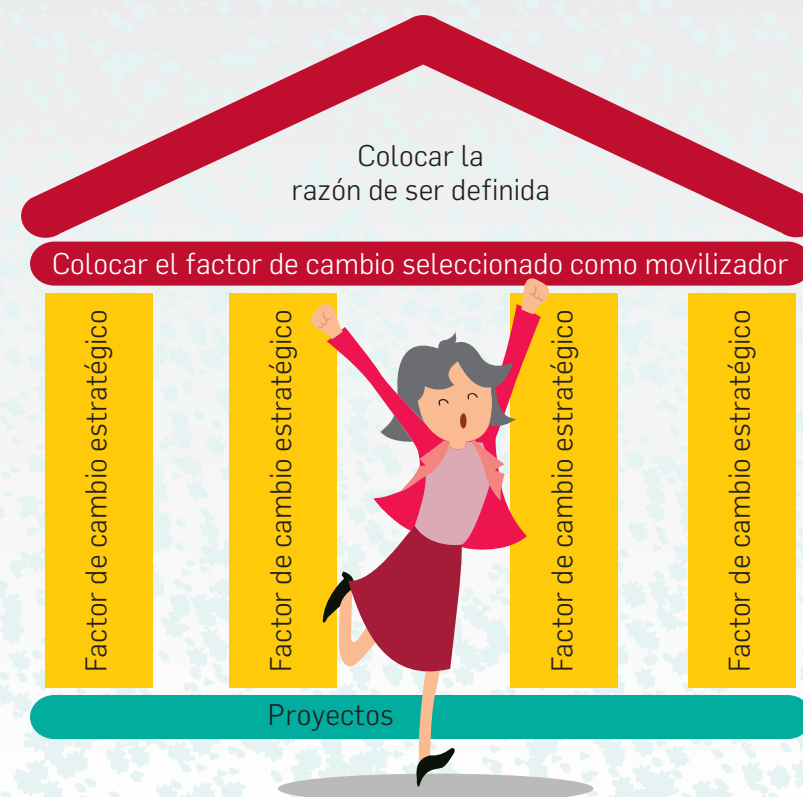 Colocar la
razón de ser definida
Colocar el factor de cambio seleccionado como movilizador
Factor de cambio estratégico
Factor de cambio estratégico
Factor de cambio estratégico
Factor de cambio estratégico
Proyectos